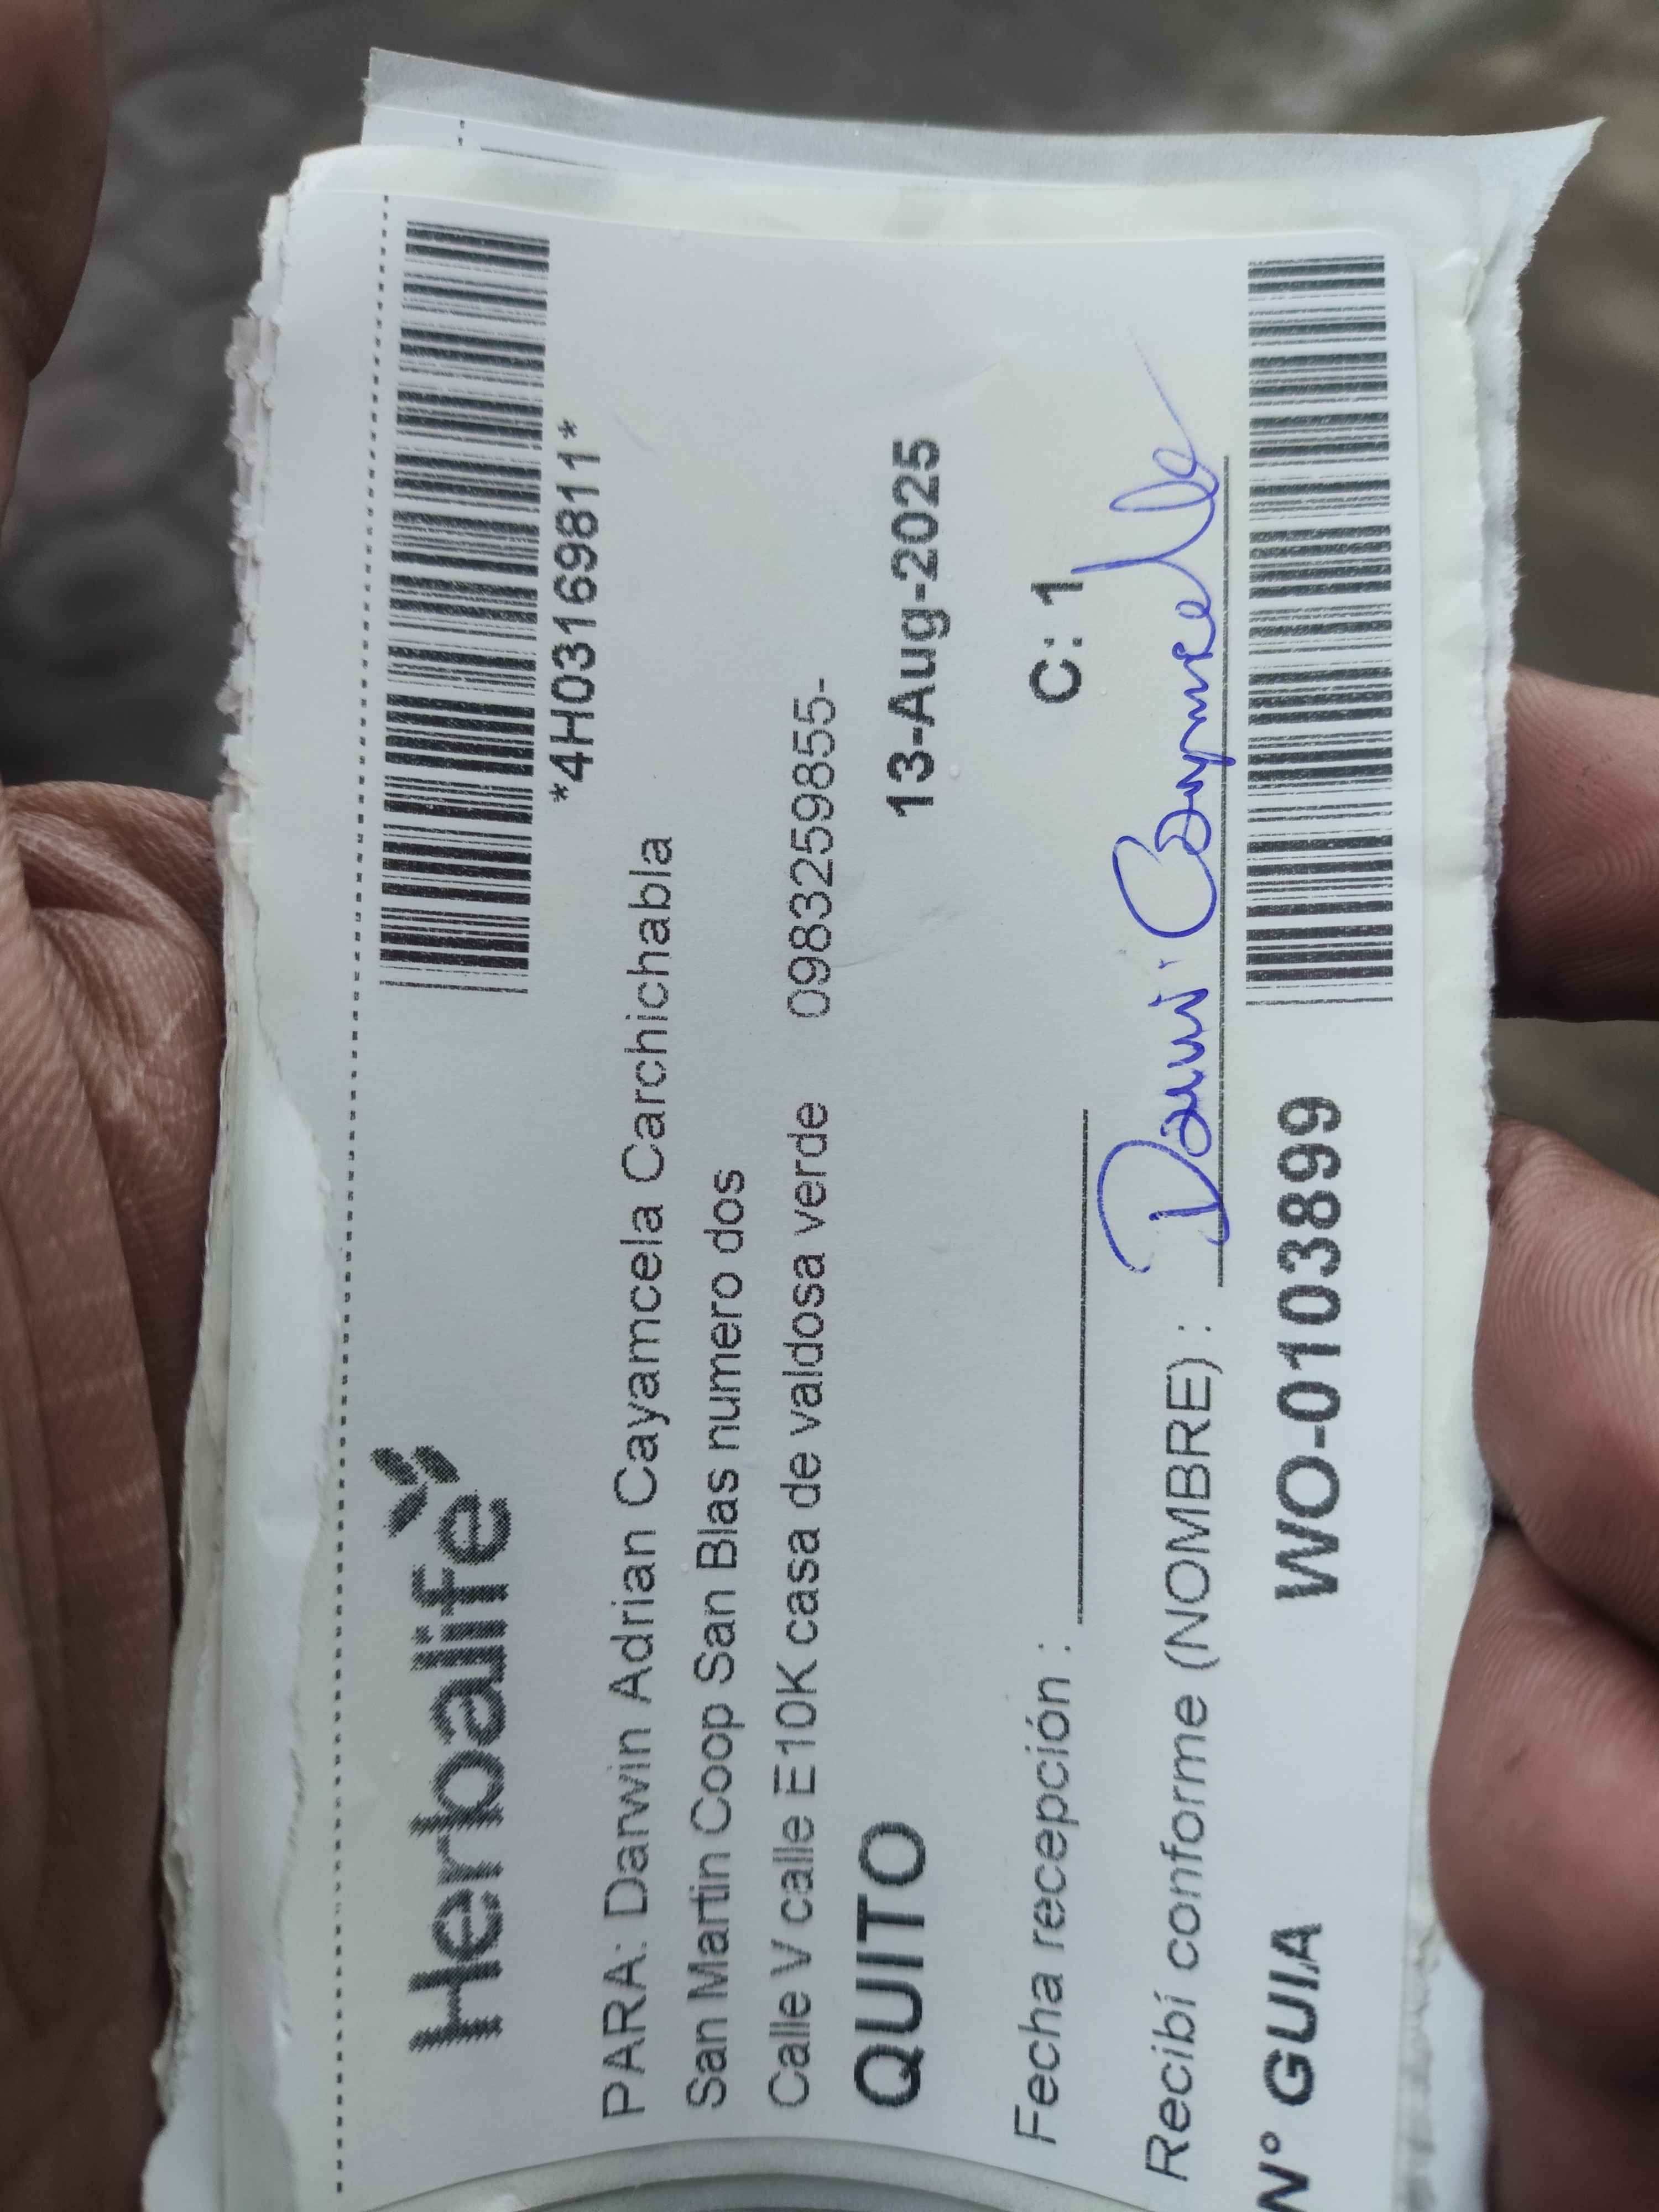 Herbalife
*4H03169811*
PARA: Darwin Adrian Cayamcela Carchichabla
San Martin Coop San Blas numero dos
Calle V calle E10K casa de valdosa verde 0983259855-
QUITO 13-Aug-2025
Fecha recepción : C: 1
Recibí conforme (NOMBRE) :
N° GUIA WO-0103899